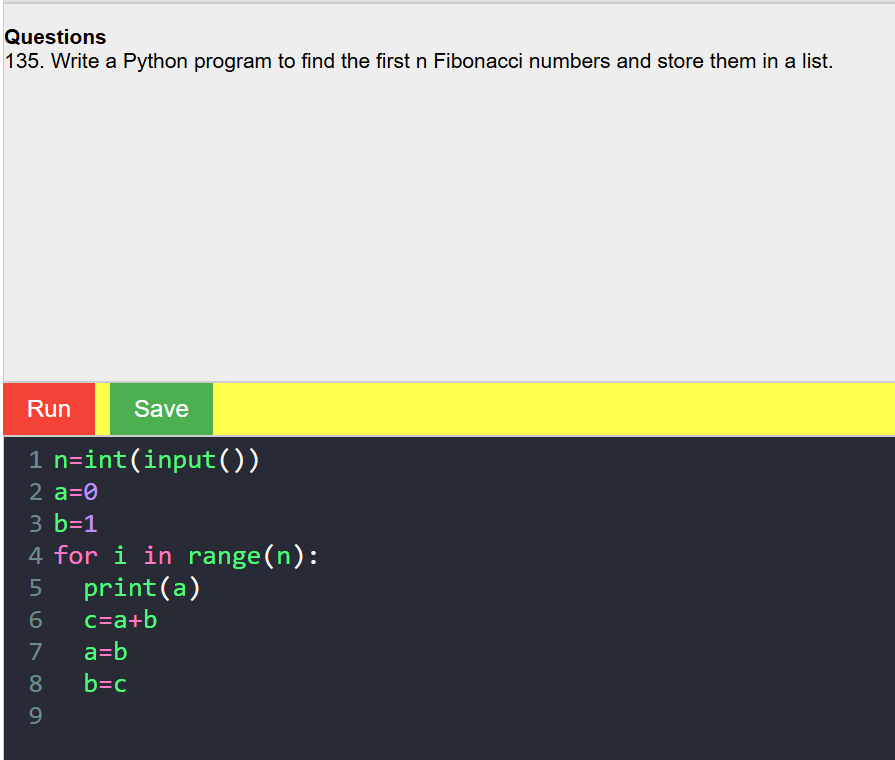 Questions
135. Write a Python program to find the first n Fibonacci numbers and store them in a list.
Run Save
1 n=int(input())
2 a=0
3 b=1
4 for i in range(n):
5   print(a)
6   c=a+b
7   a=b
8   b=c
9